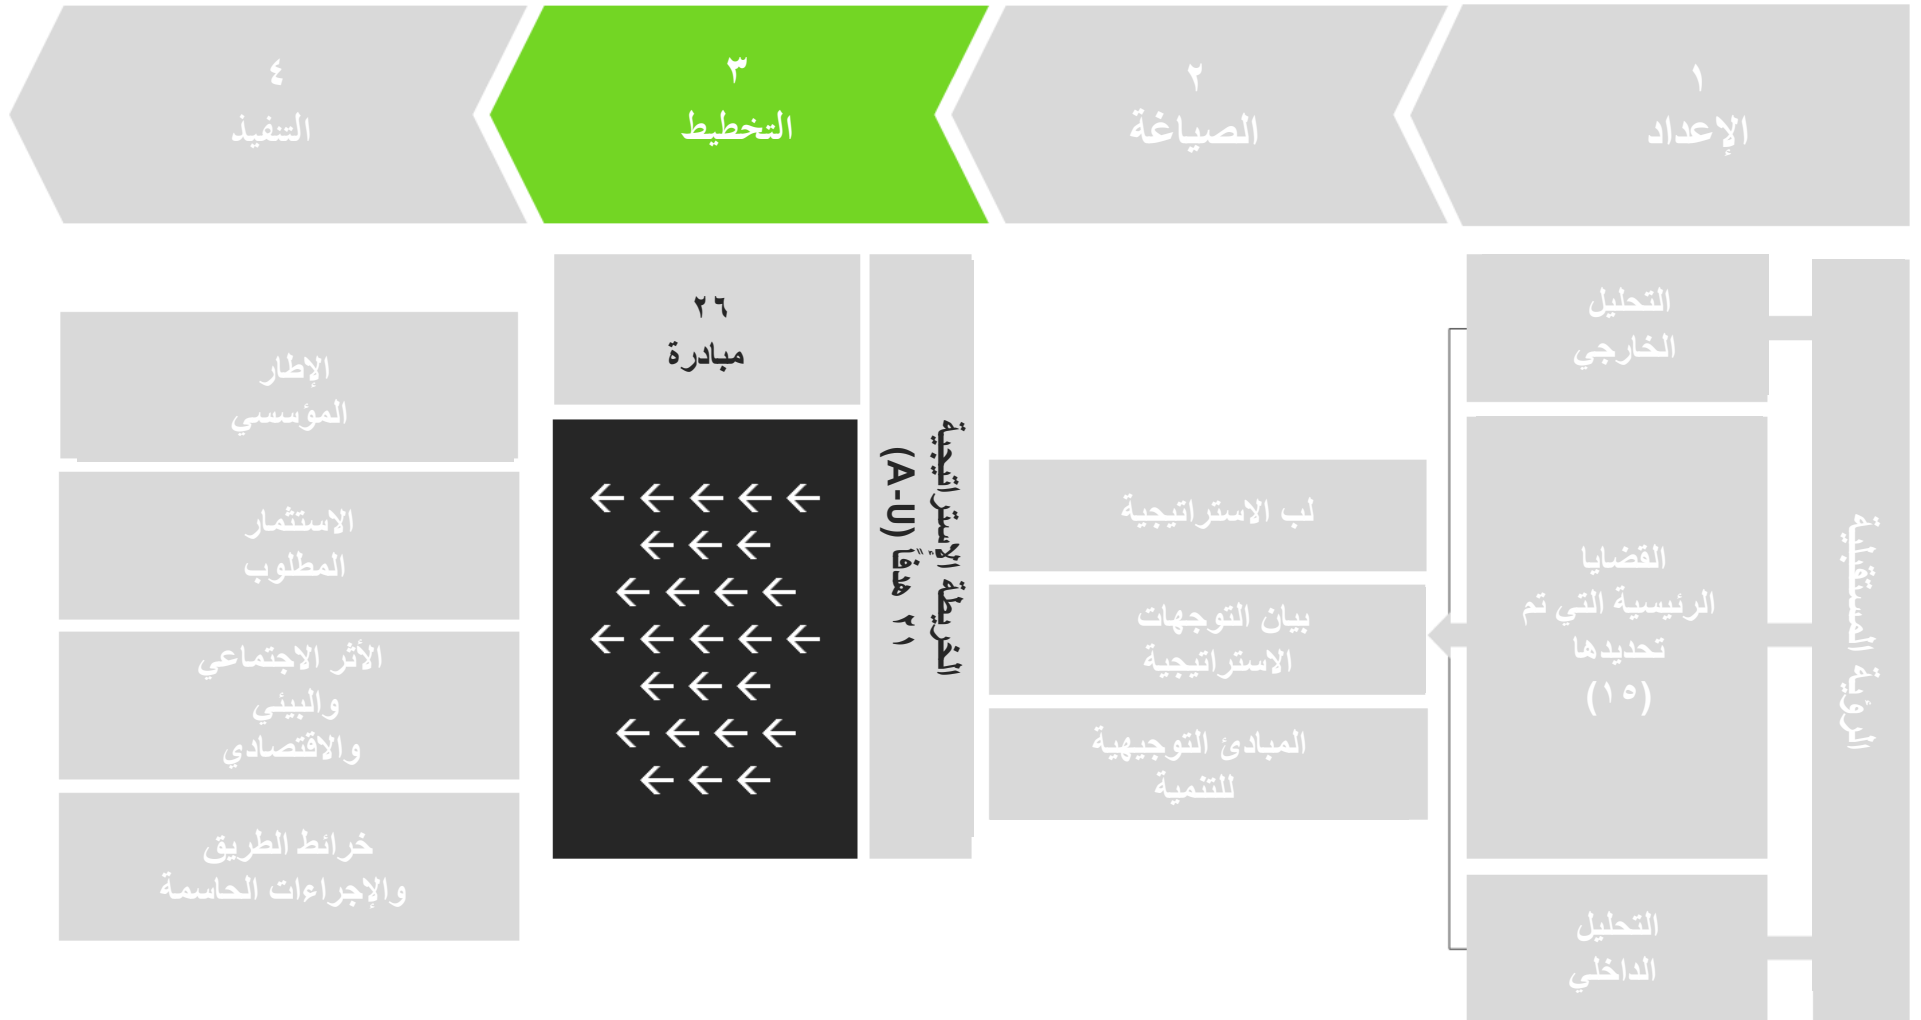 ١
الإعداد
٢
الصياغة
٣
التخطيط
٤
التنفيذ
الرؤية المستقبلية
التحليل
الخارجي
القضايا
الرئيسية التي تم
تحديدها
(١٥)
التحليل
الداخلي
لب الاستراتيجية
بيان التوجهات
الاستراتيجية
المبادئ التوجيهية
للتنمية
الخريطة الإستراتيجية
٢١ هدفاً (A-U)
٢٦
مبادرة
← ← ← ← ←
← ← ←
← ← ← ←
← ← ← ← ←
← ← ←
← ← ← ←
← ← ←
الإطار
المؤسسي
الاستثمار
المطلوب
الأثر الاجتماعي
والبيئي
والاقتصادي
خرائط الطريق
والإجراءات الحاسمة